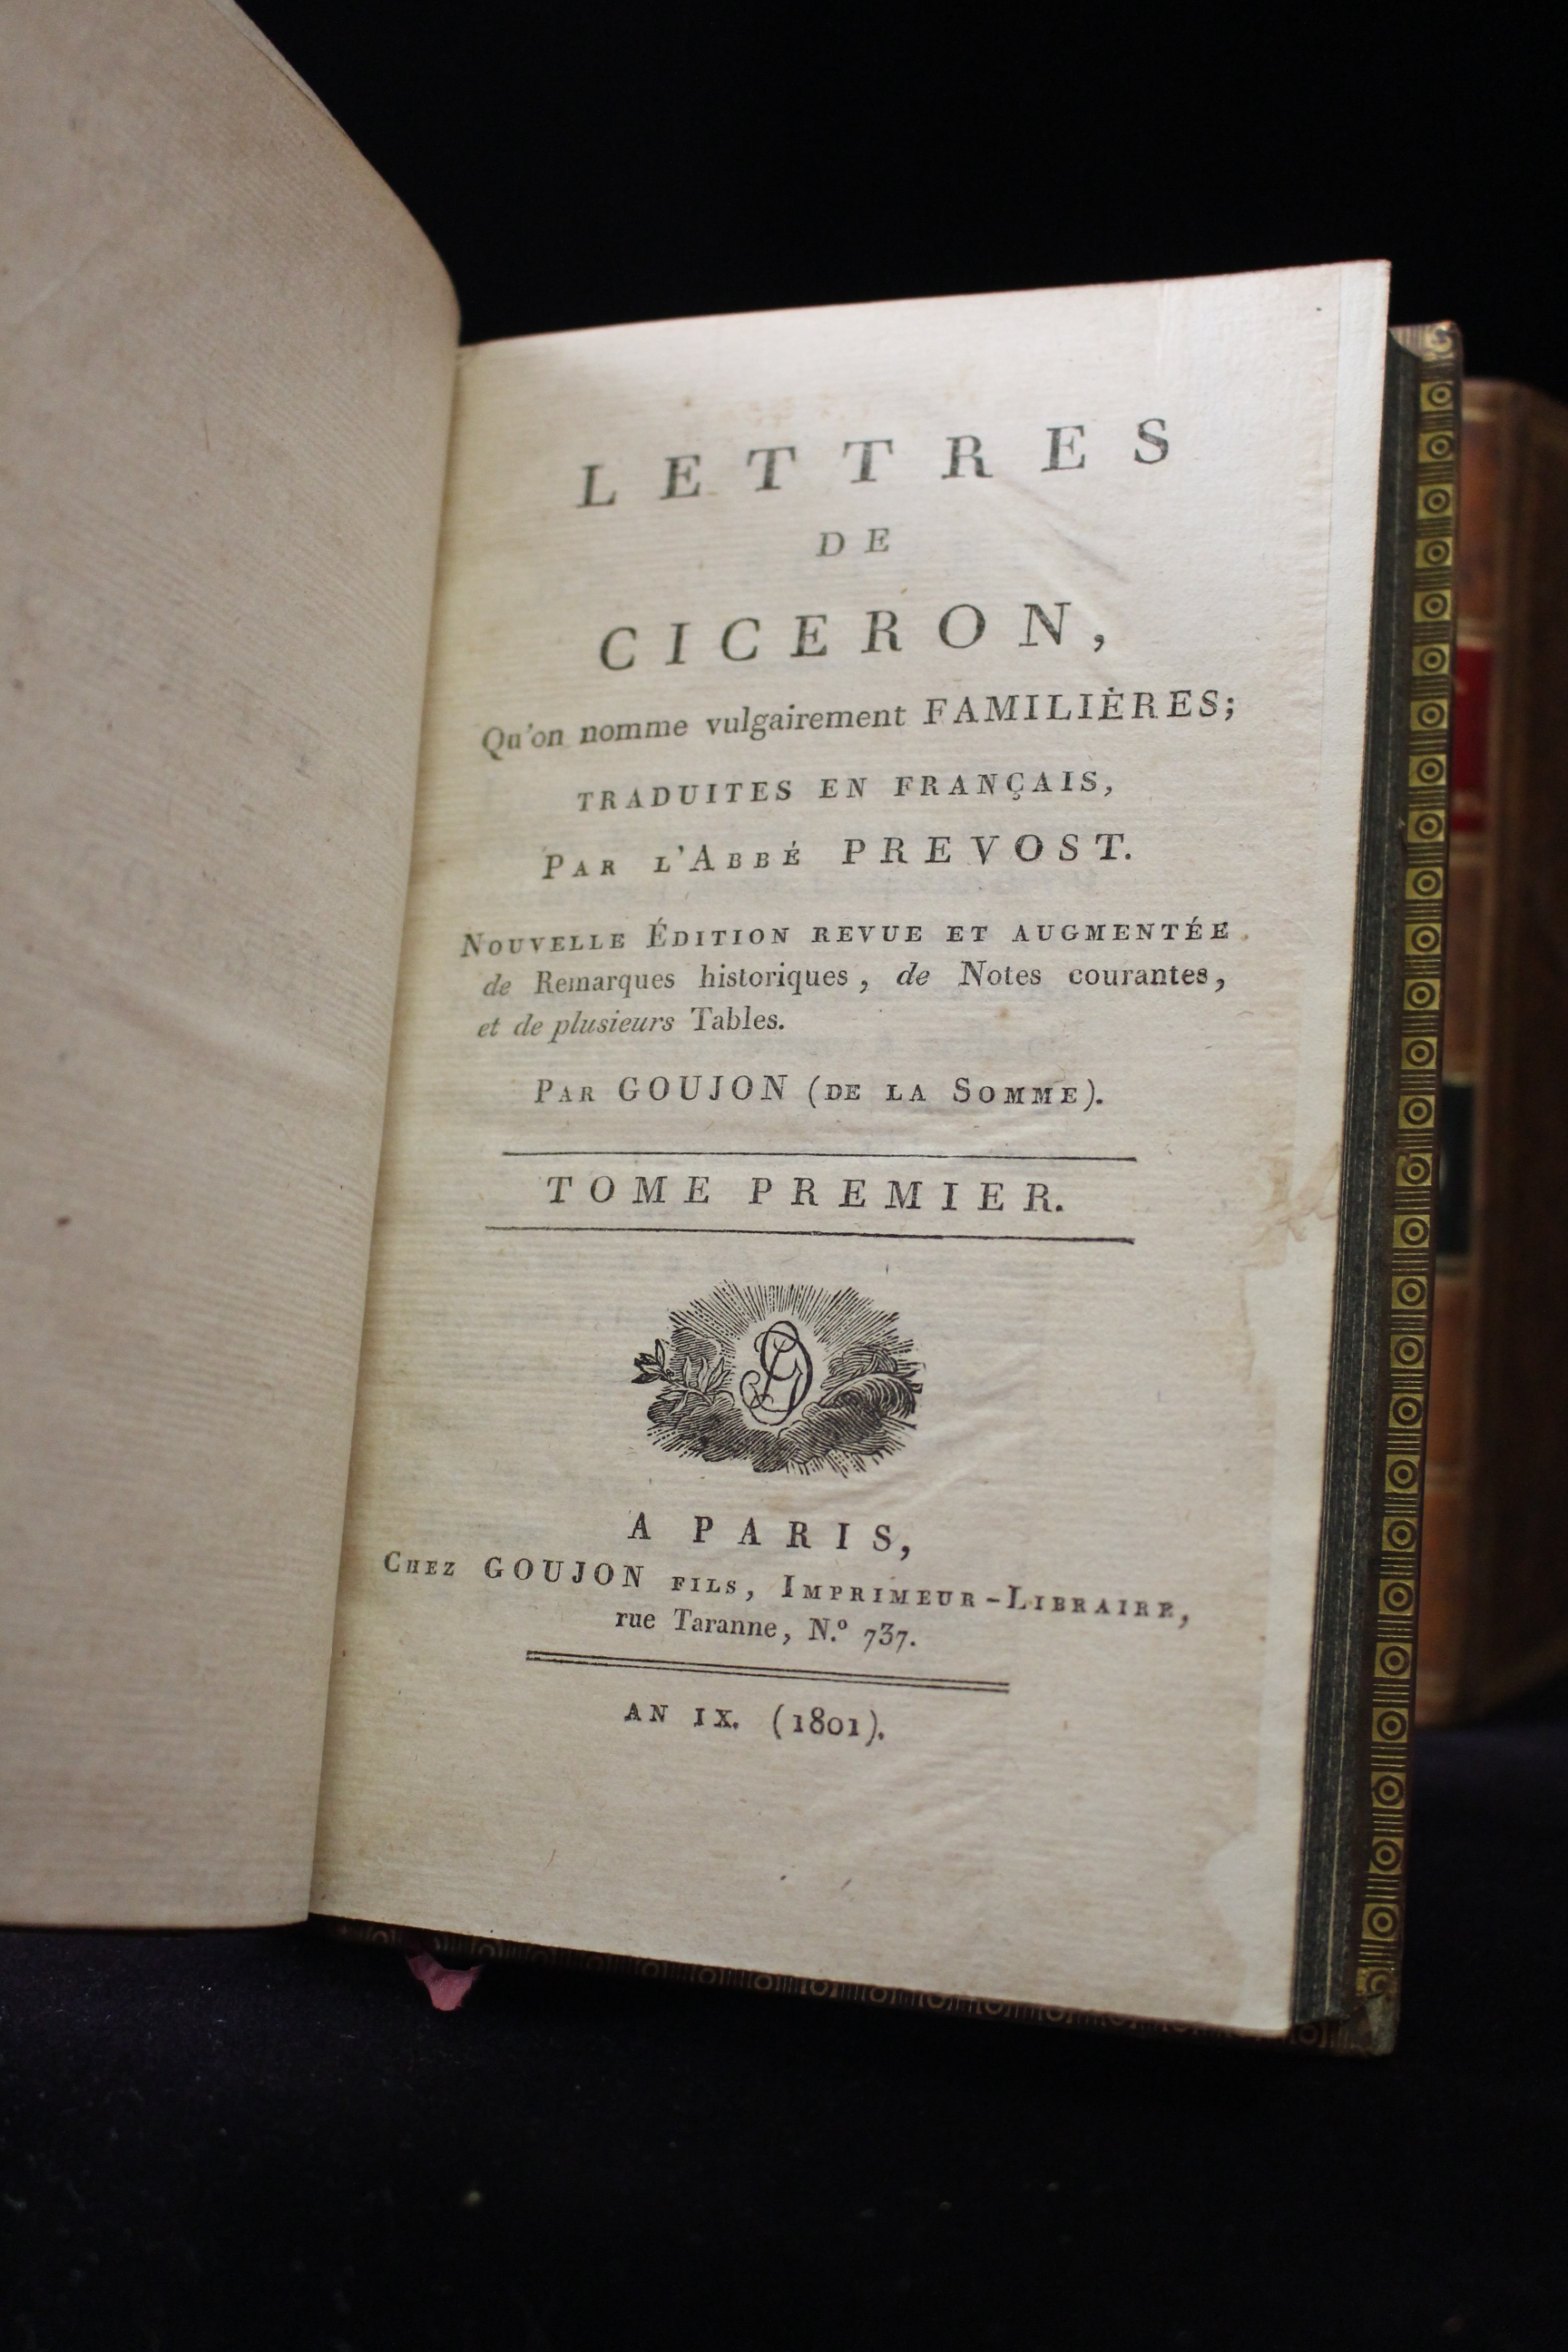 LETTRES
DE
CICERON,
Qu'on nomme vulgairement FAMILIÈRES;
TRADUITES EN FRANÇAIS,
PAR L'ABBÉ PREVOST.
NOUVELLE ÉDITION REVUE ET AUGMENTÉE
de Remarques historiques, de Notes courantes,
et de plusieurs Tables.
PAR GOUJON (DE LA SOMME).
TOME PREMIER.
A PARIS,
CHEZ GOUJON FILS, IMPRIMEUR-LIBRAIRE,
rue Taranne, N.º 737.
AN IX. (1801).